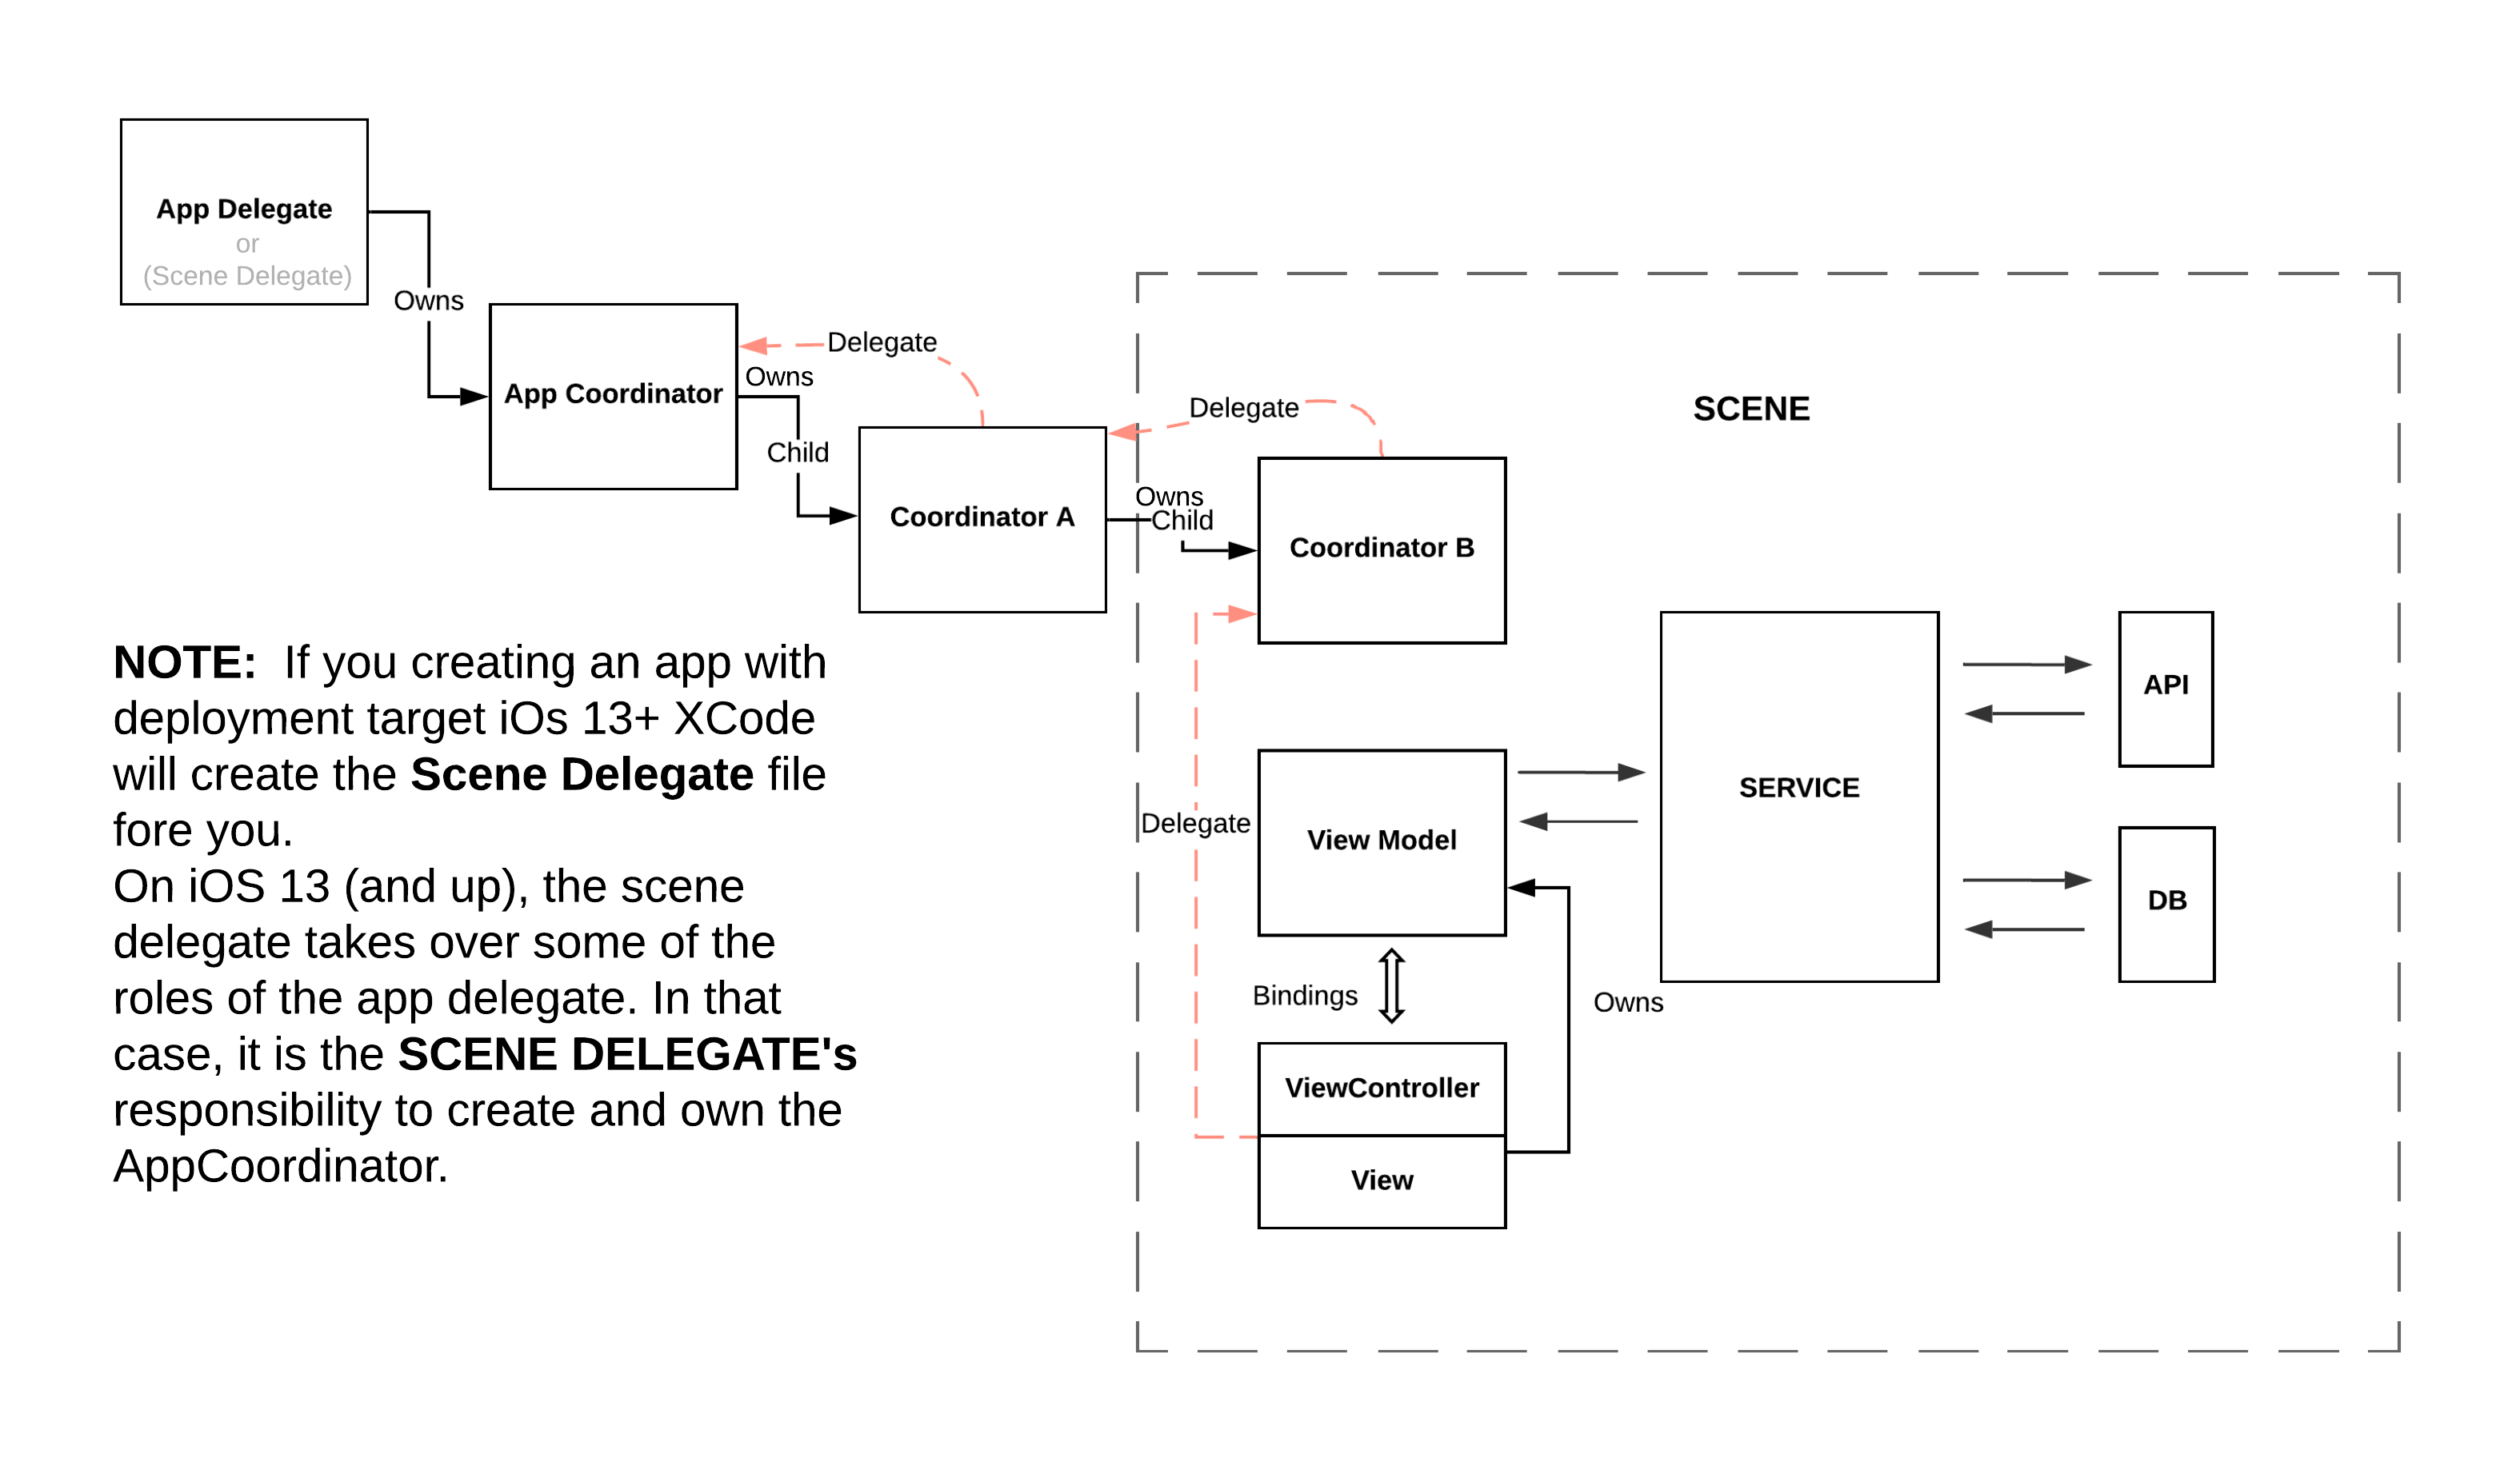 App Delegate
or
(Scene Delegate)
Owns
App Coordinator
Delegate
Owns
Child
Coordinator A
Delegate
Owns
Child
Coordinator B
SCENE
Delegate
View Model
Bindings
ViewController
View
Owns
SERVICE
API
DB
NOTE:  If you creating an app with
deployment target iOs 13+ XCode
will create the Scene Delegate file
fore you.
On iOS 13 (and up), the scene
delegate takes over some of the
roles of the app delegate. In that
case, it is the SCENE DELEGATE's
responsibility to create and own the
AppCoordinator.